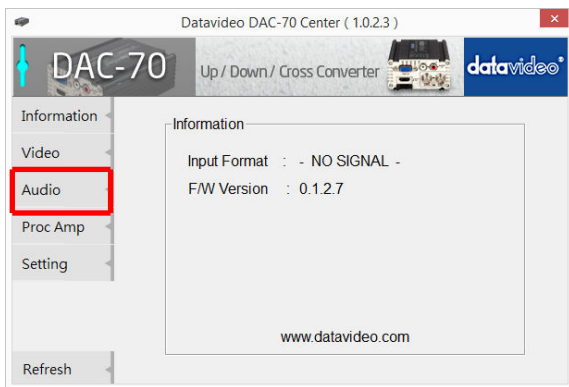 Datavideo DAC-70 Center ( 1.0.2.3 )
DAC-70 Up / Down / Cross Converter datavideo
Information
Video
Audio
Proc Amp
Setting
Refresh
Information
Input Format : - NO SIGNAL -
F/W Version : 0.1.2.7
www.datavideo.com